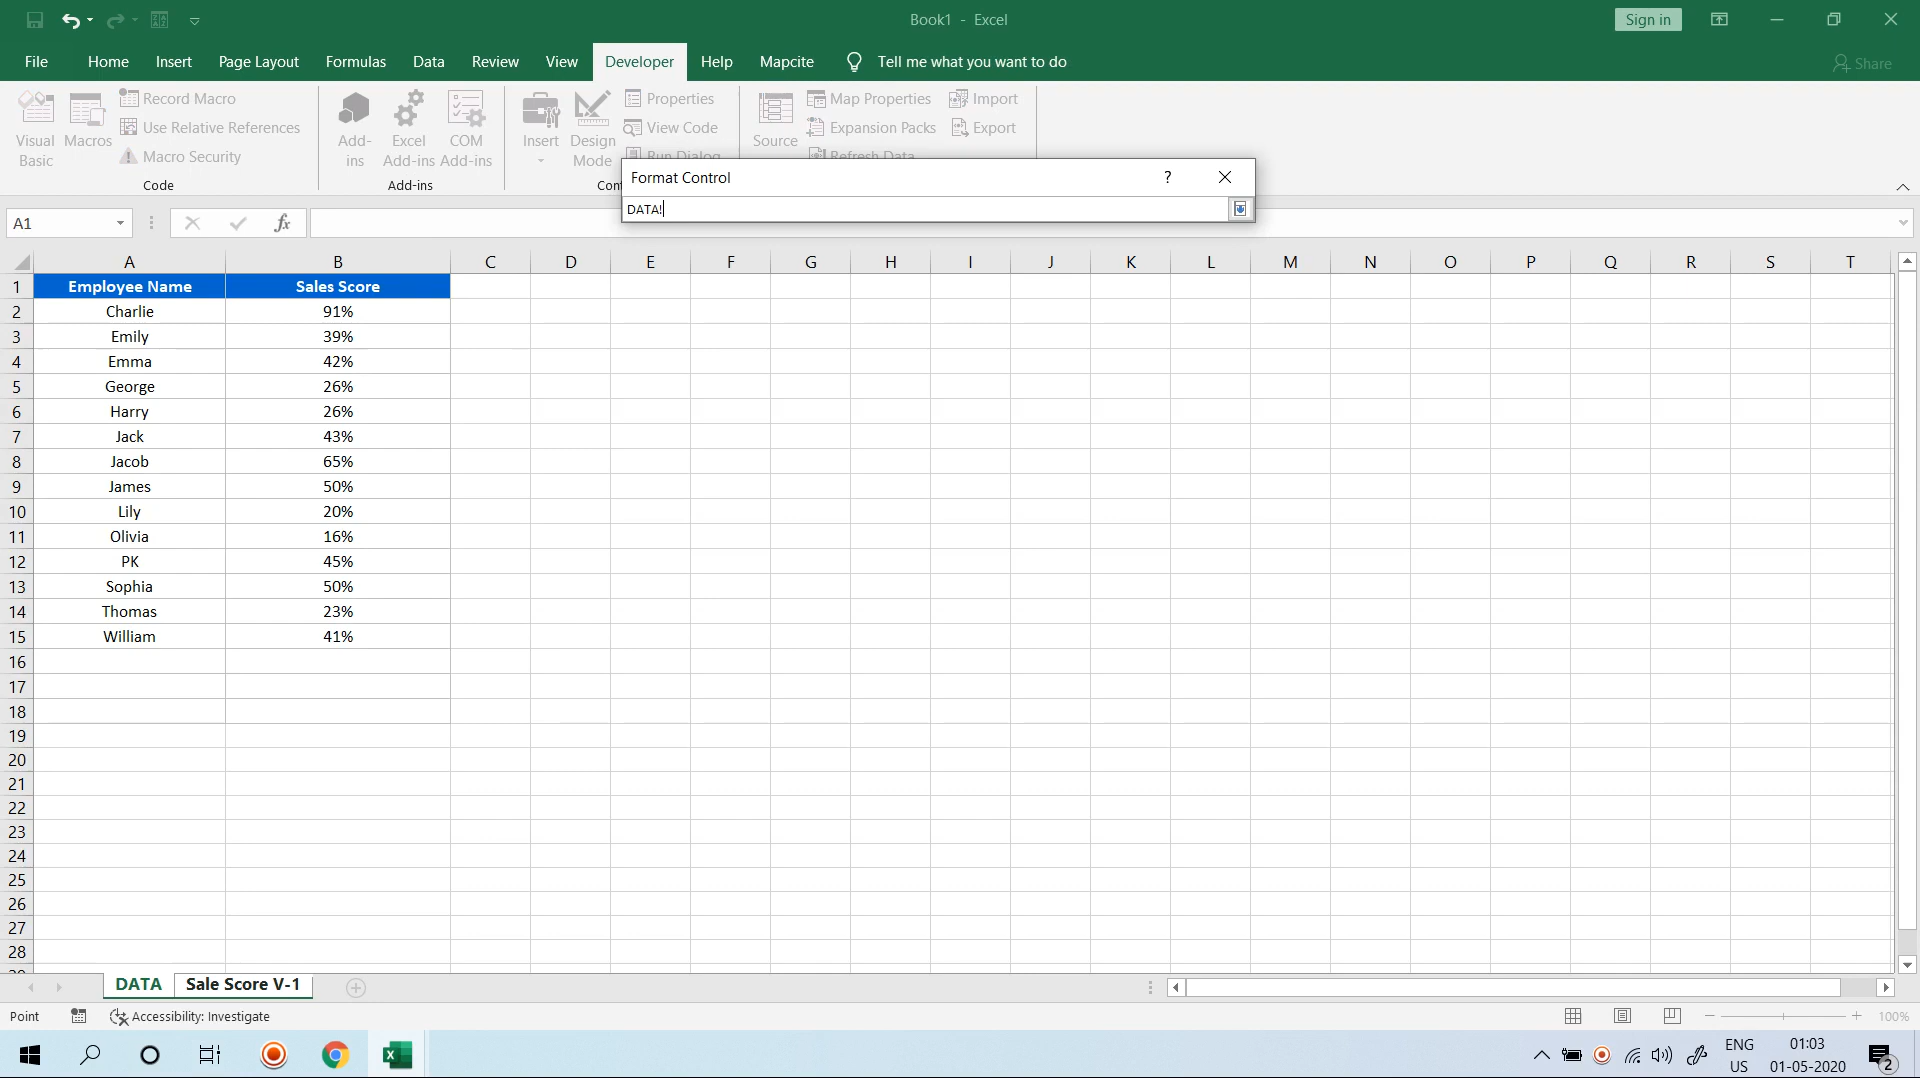 Book1 - Excel
Sign in
File Home Insert Page Layout Formulas Data Review View Developer Help Mapcite Tell me what you want to do Share
Visual Basic
Macros
Record Macro
Use Relative References
Macro Security
Code
Add-ins
Excel Add-ins
COM Add-ins
Add-ins
Insert
Design Mode
Properties
View Code
Run Dialog
Cont
Source
Map Properties
Expansion Packs
Refresh Data
Import
Export
Format Control ?
DATA!
A1 fx
A B C D E F G H I J K L M N O P Q R S T
1 Employee Name Sales Score
2 Charlie 91%
3 Emily 39%
4 Emma 42%
5 George 26%
6 Harry 26%
7 Jack 43%
8 Jacob 65%
9 James 50%
10 Lily 20%
11 Olivia 16%
12 PK 45%
13 Sophia 50%
14 Thomas 23%
15 William 41%
16
17
18
19
20
21
22
23
24
25
26
27
28
DATA Sale Score V-1
Point Accessibility: Investigate 100%
ENG 01:03
US 01-05-2020 2